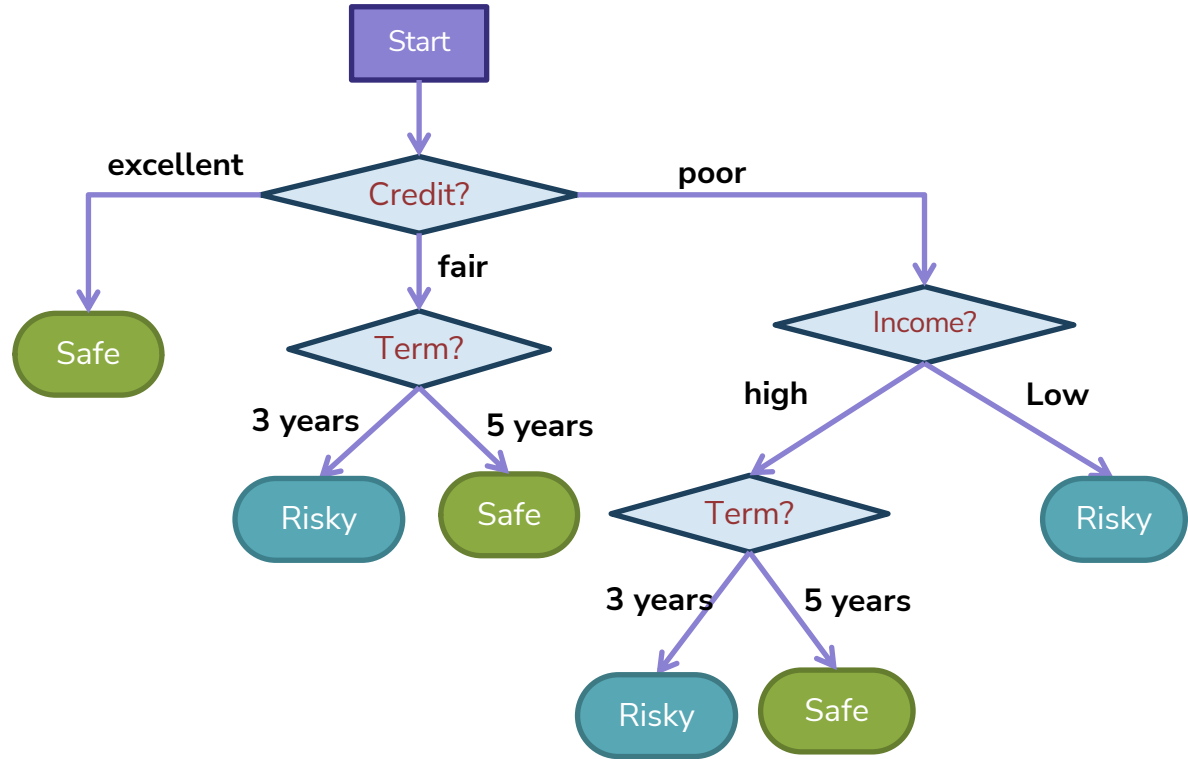 Start
excellent
Credit?
poor
fair
Safe
Term?
Income?
3 years
5 years
high
Low
Risky
Safe
Term?
Risky
3 years
5 years
Risky
Safe